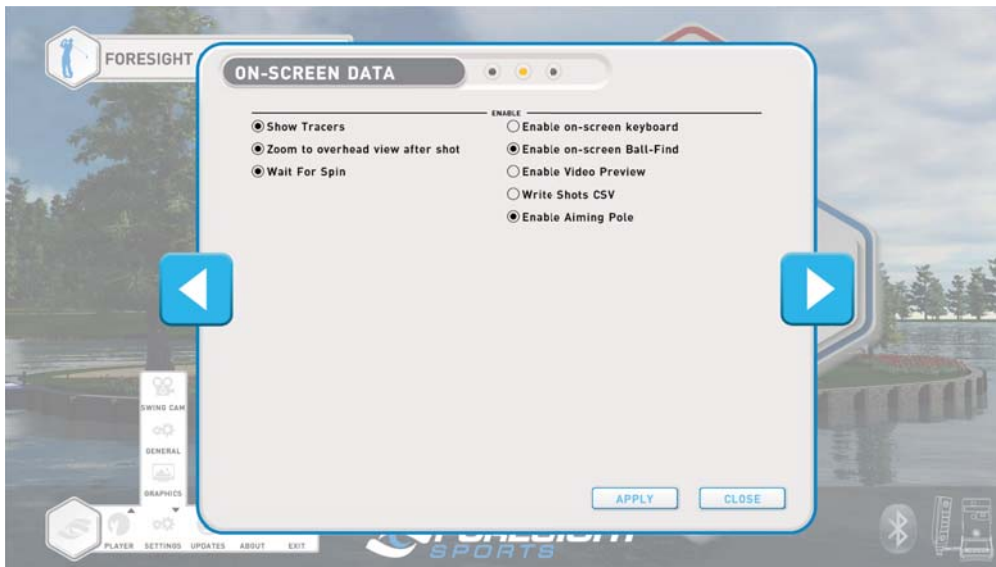 FORESIGHT
ON-SCREEN DATA
ENABLE
Show Tracers
Zoom to overhead view after shot
Wait For Spin
Enable on-screen keyboard
Enable on-screen Ball-Find
Enable Video Preview
Write Shots CSV
Enable Aiming Pole
SWING CAM
GENERAL
GRAPHICS
APPLY
CLOSE
PLAYER
SETTINGS
UPDATES
ABOUT
EXIT
FORESIGHT
SPORTS